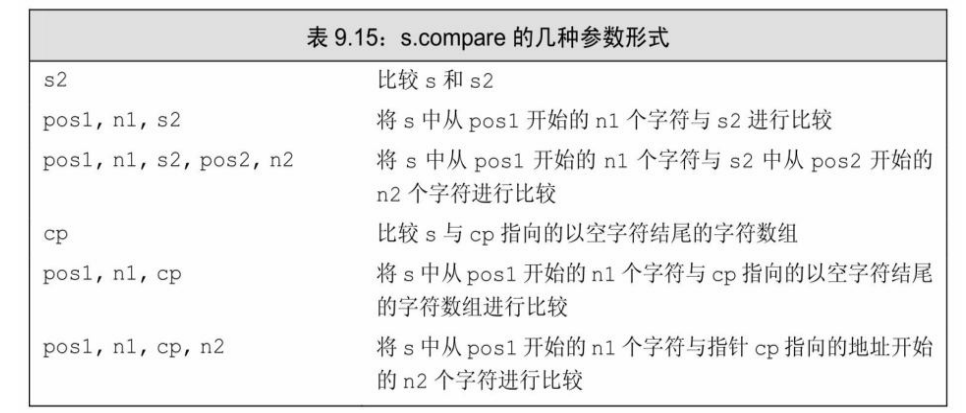 表 9.15：s.compare 的几种参数形式
s2 比较 s 和 s2
pos1, n1, s2 将 s 中从 pos1 开始的 n1 个字符与 s2 进行比较
pos1, n1, s2, pos2, n2 将 s 中从 pos1 开始的 n1 个字符与 s2 中从 pos2 开始的
n2 个字符进行比较
cp 比较 s 与 cp 指向的以空字符结尾的字符数组
pos1, n1, cp 将 s 中从 pos1 开始的 n1 个字符与 cp 指向的以空字符结尾
的字符数组进行比较
pos1, n1, cp, n2 将 s 中从 pos1 开始的 n1 个字符与指针 cp 指向的地址开始
的 n2 个字符进行比较